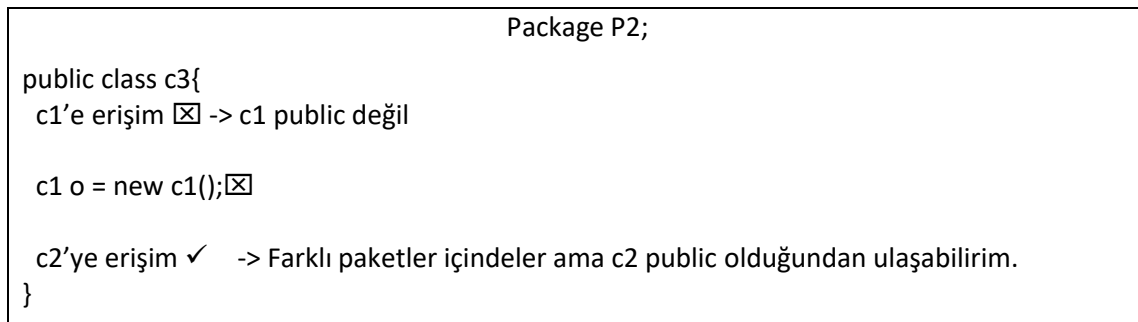 Package P2;
public class c3{
c1’e erişim ☒ -> c1 public değil
c1 o = new c1();☒
c2’ye erişim ✓ -> Farklı paketler içindeler ama c2 public olduğundan ulaşabilirim.
}